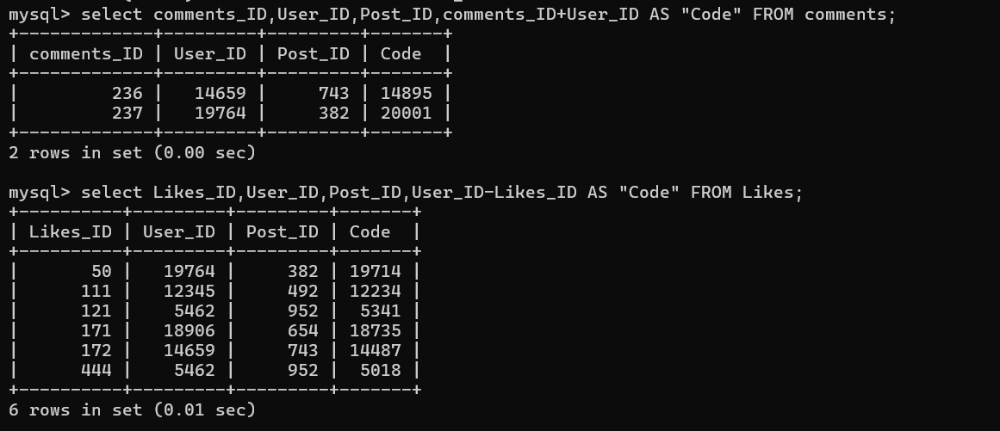 mysql> select comments_ID,User_ID,Post_ID,comments_ID+User_ID AS "Code" FROM comments;
+-------------+---------+---------+-------+
| comments_ID | User_ID | Post_ID | Code  |
+-------------+---------+---------+-------+
|         236 |   14659 |     743 | 14895 |
|         237 |   19764 |     382 | 20001 |
+-------------+---------+---------+-------+
2 rows in set (0.00 sec)
mysql> select Likes_ID,User_ID,Post_ID,User_ID-Likes_ID AS "Code" FROM Likes;
+----------+---------+---------+-------+
| Likes_ID | User_ID | Post_ID | Code  |
+----------+---------+---------+-------+
|       50 |   19764 |     382 | 19714 |
|      111 |   12345 |     492 | 12234 |
|      121 |    5462 |     952 | 5341 |
|      171 |   18906 |     654 | 18735 |
|      172 |   14659 |     743 | 14487 |
|      444 |    5462 |     952 | 5018 |
+----------+---------+---------+-------+
6 rows in set (0.01 sec)